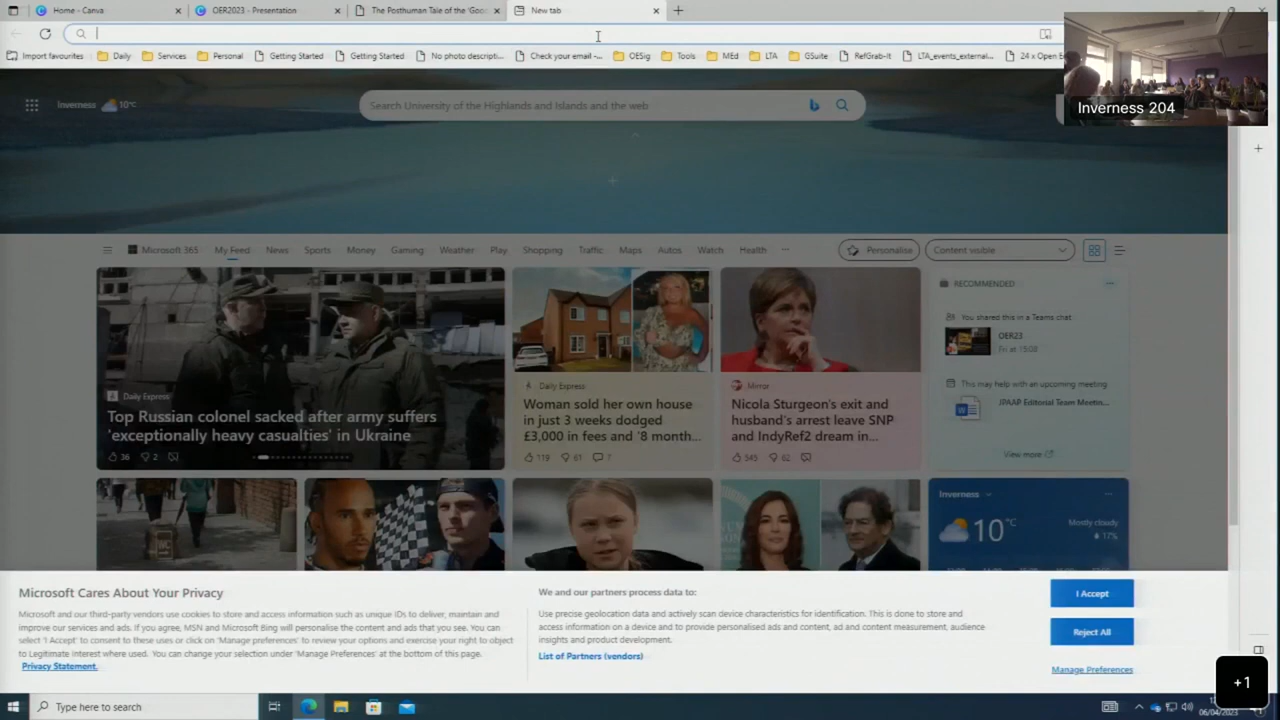 Home - Canva
OER2023 - Presentation
The Posthuman Tale of the 'Goo
New tab
Import favourites
Daily
Services
Personal
Getting Started
Getting Started
No photo descripti...
Check your email -...
OESig
Tools
MEd
LTA
GSuite
RefGrab-It
LTA_events_external...
24 x Open E
Inverness 204
Inverness
10°C
Search University of the Highlands and Islands and the web
Microsoft 365
My Feed
News
Sports
Money
Gaming
Weather
Play
Shopping
Traffic
Maps
Autos
Watch
Health
Personalise
Content visible
Daily Express
Top Russian colonel sacked after army suffers
'exceptionally heavy casualties' in Ukraine
36
2
Daily Express
Woman sold her own house
in just 3 weeks dodged
£3,000 in fees and '8 month...
119
61
7
Mirror
Nicola Sturgeon's exit and
husband's arrest leave SNP
and IndyRef2 dream in...
545
62
RECOMMENDED
You shared this in a Teams chat
OER23
Fri at 15:08
This may help with an upcoming meeting
JPAAP Editorial Team Meetin...
View more
Inverness
10°C
Mostly cloudy
17%
Microsoft Cares About Your Privacy
Microsoft and our third-party vendors use cookies to store and access information such as unique IDs to deliver, maintain and
improve our services and ads. If you agree, MSN and Microsoft Bing will personalise the content and ads that you see. You can
select 'I Accept' to consent to these uses or click on 'Manage preferences' to review your options and exercise your right to object
to Legitimate Interest where used. You can change your selection under 'Manage Preferences' at the bottom of this page.
Privacy Statement.
We and our partners process data to:
Use precise geolocation data and actively scan device characteristics for identification. This is done to store and
access information on a device and to provide personalised ads and content, ad and content measurement, audience
insights and product development.
List of Partners (vendors)
I Accept
Reject All
Manage Preferences
+1
Type here to search
06/04/2023